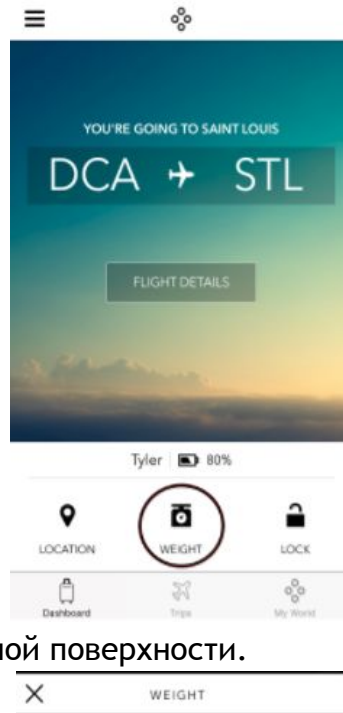 YOU'RE GOING TO SAINT LOUIS
DCA STL
FLIGHT DETAILS
Tyler 80%
LOCATION WEIGHT LOCK
Dashboard Trips My World
ной поверхности.
WEIGHT